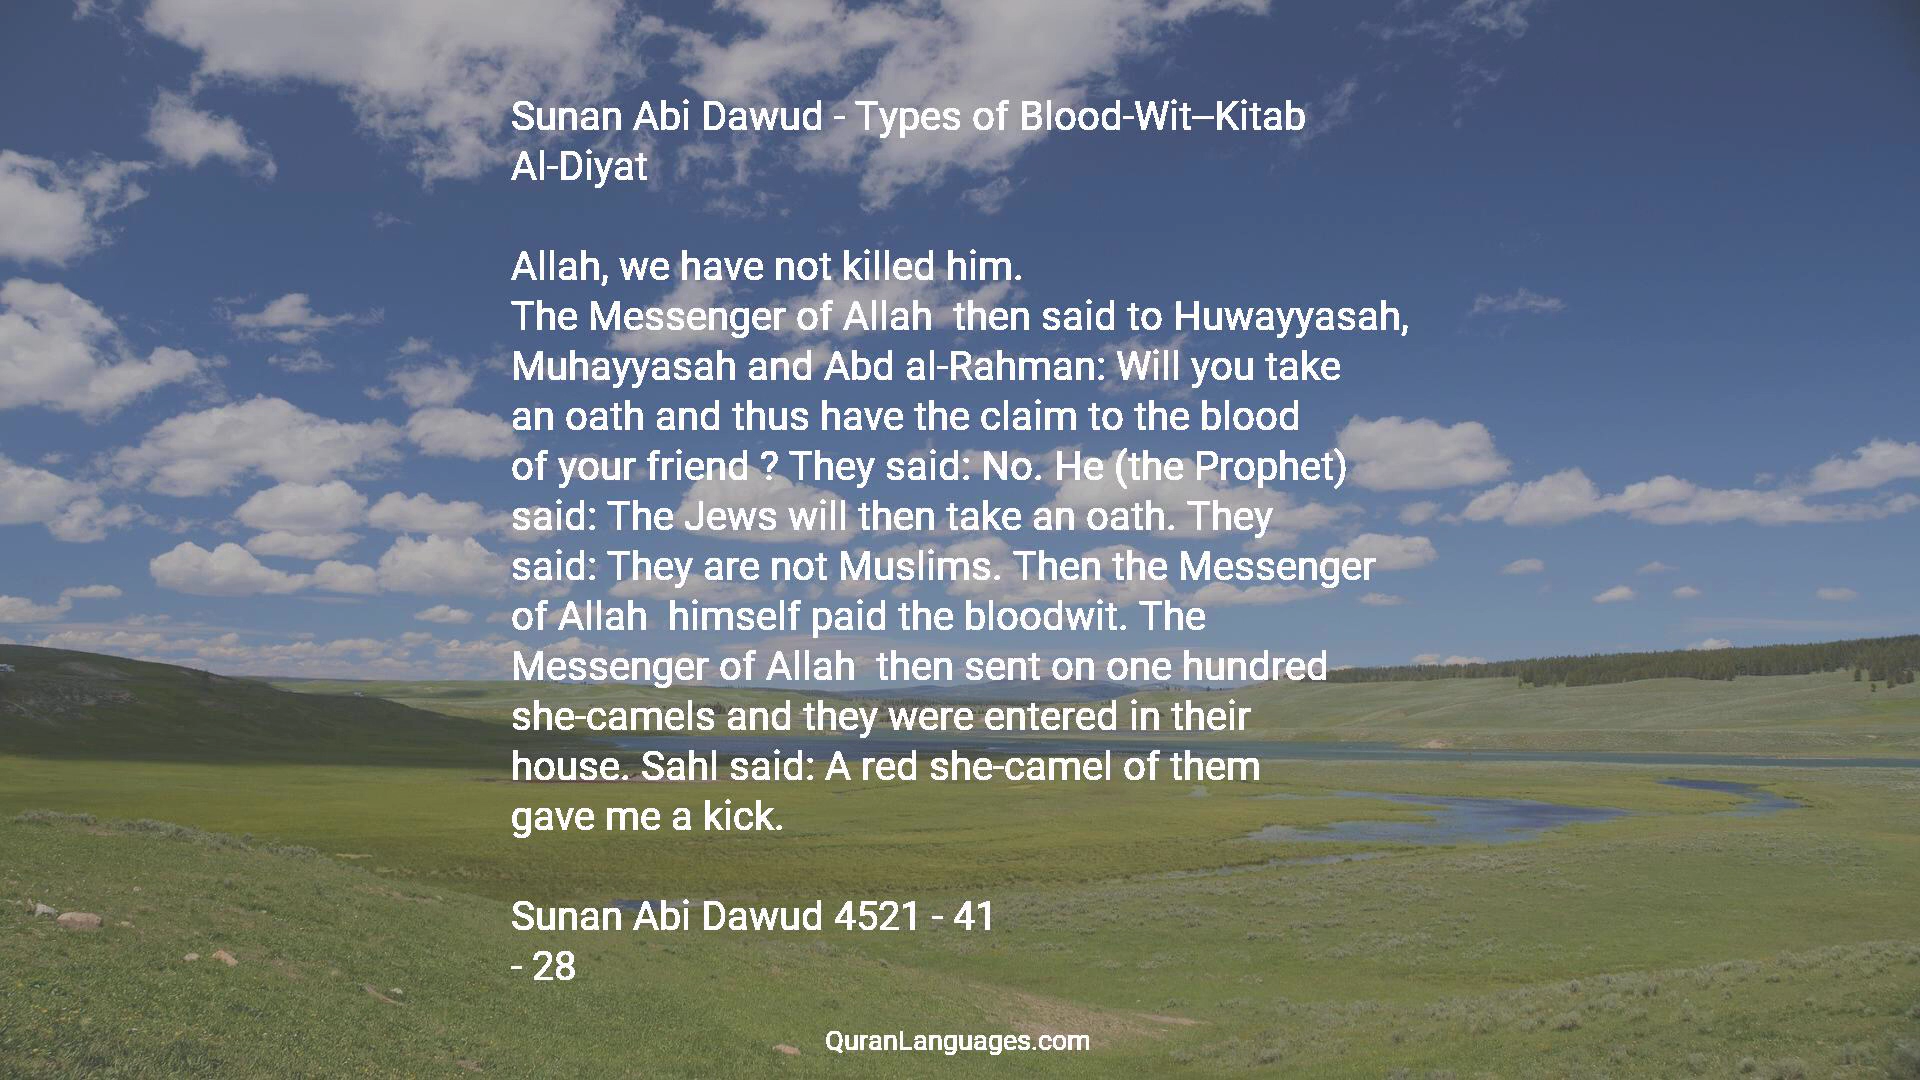 Sunan Abi Dawud - Types of Blood-Wit--Kitab
Al-Diyat
Allah, we have not killed him.
The Messenger of Allah  then said to Huwayyasah,
Muhayyasah and Abd al-Rahman: Will you take
an oath and thus have the claim to the blood
of your friend ? They said: No. He (the Prophet)
said: The Jews will then take an oath. They
said: They are not Muslims. Then the Messenger
of Allah  himself paid the bloodwit. The
Messenger of Allah  then sent on one hundred
she-camels and they were entered in their
house. Sahl said: A red she-camel of them
gave me a kick.
Sunan Abi Dawud 4521 - 41
- 28
QuranLanguages.com